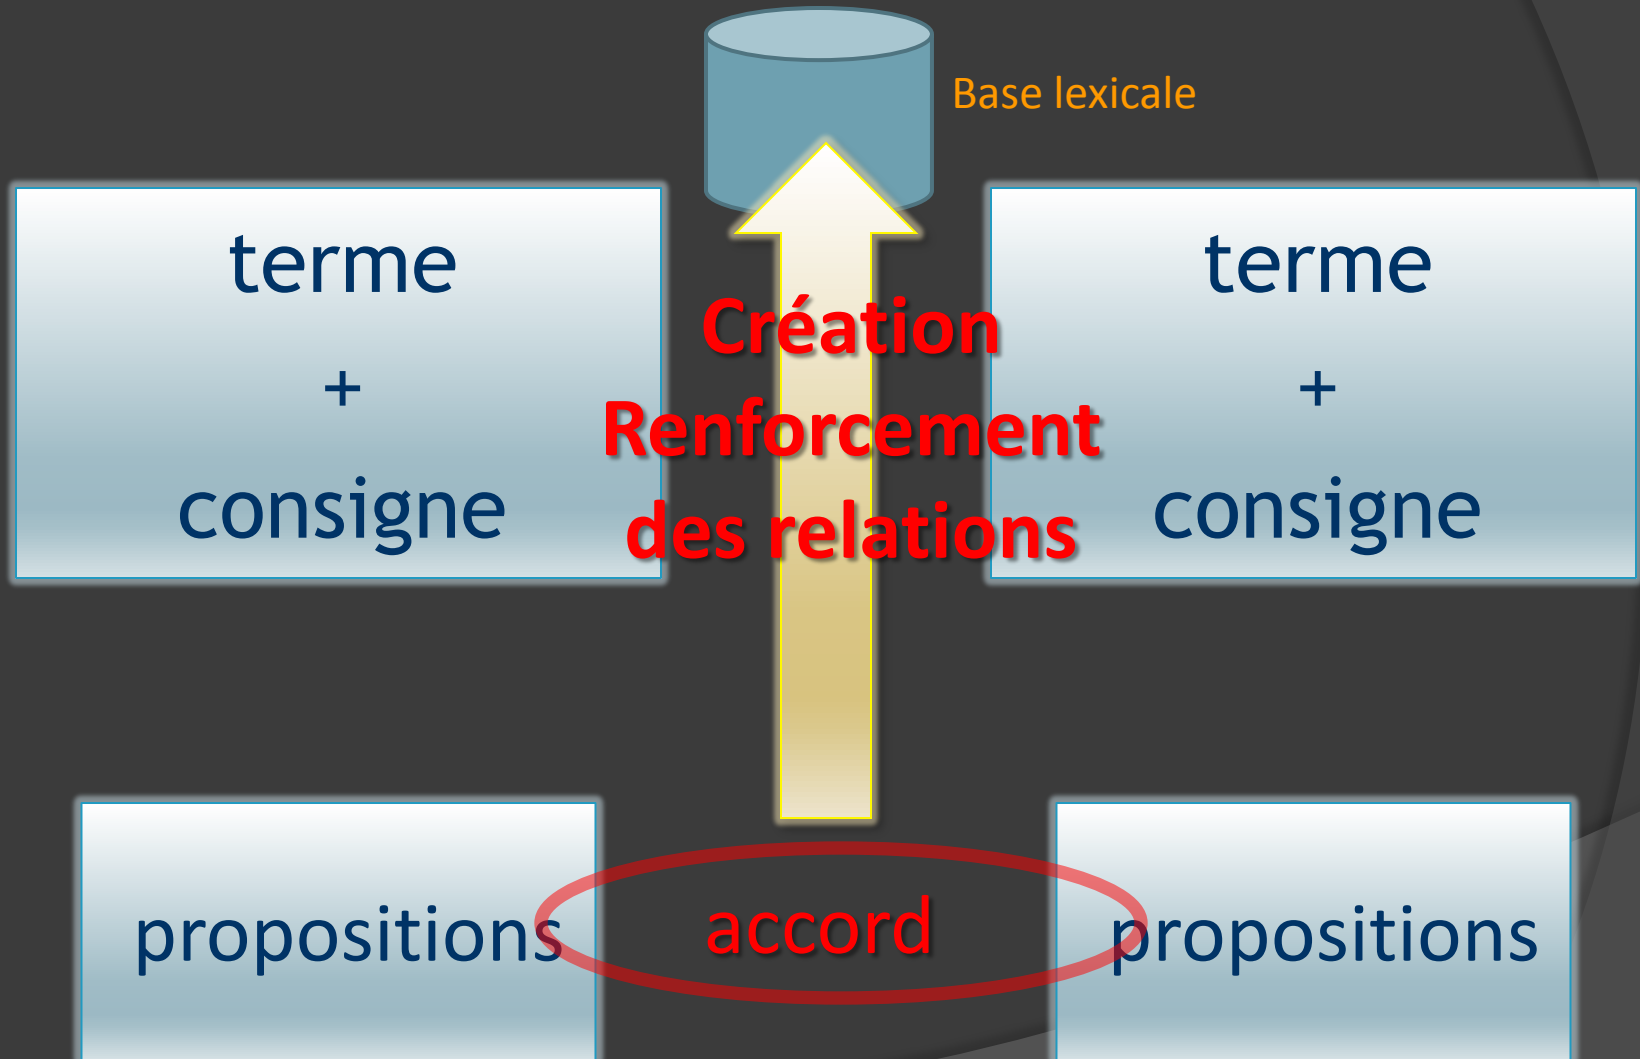 Base lexicale
terme
+
consigne
terme
+
consigne
Création
Renforcement
des relations
propositions
accord
propositions